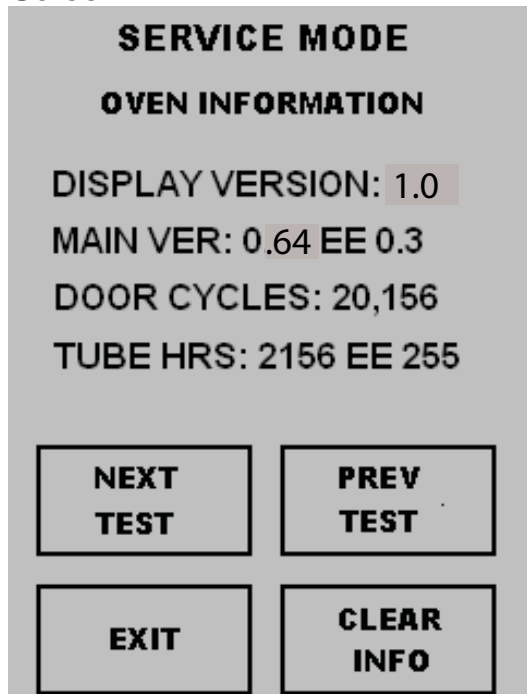 SERVICE MODE
OVEN INFORMATION
DISPLAY VERSION: 1.0
MAIN VER: 0.64 EE 0.3
DOOR CYCLES: 20,156
TUBE HRS: 2156 EE 255
NEXT
TEST
PREV
TEST
EXIT
CLEAR
INFO